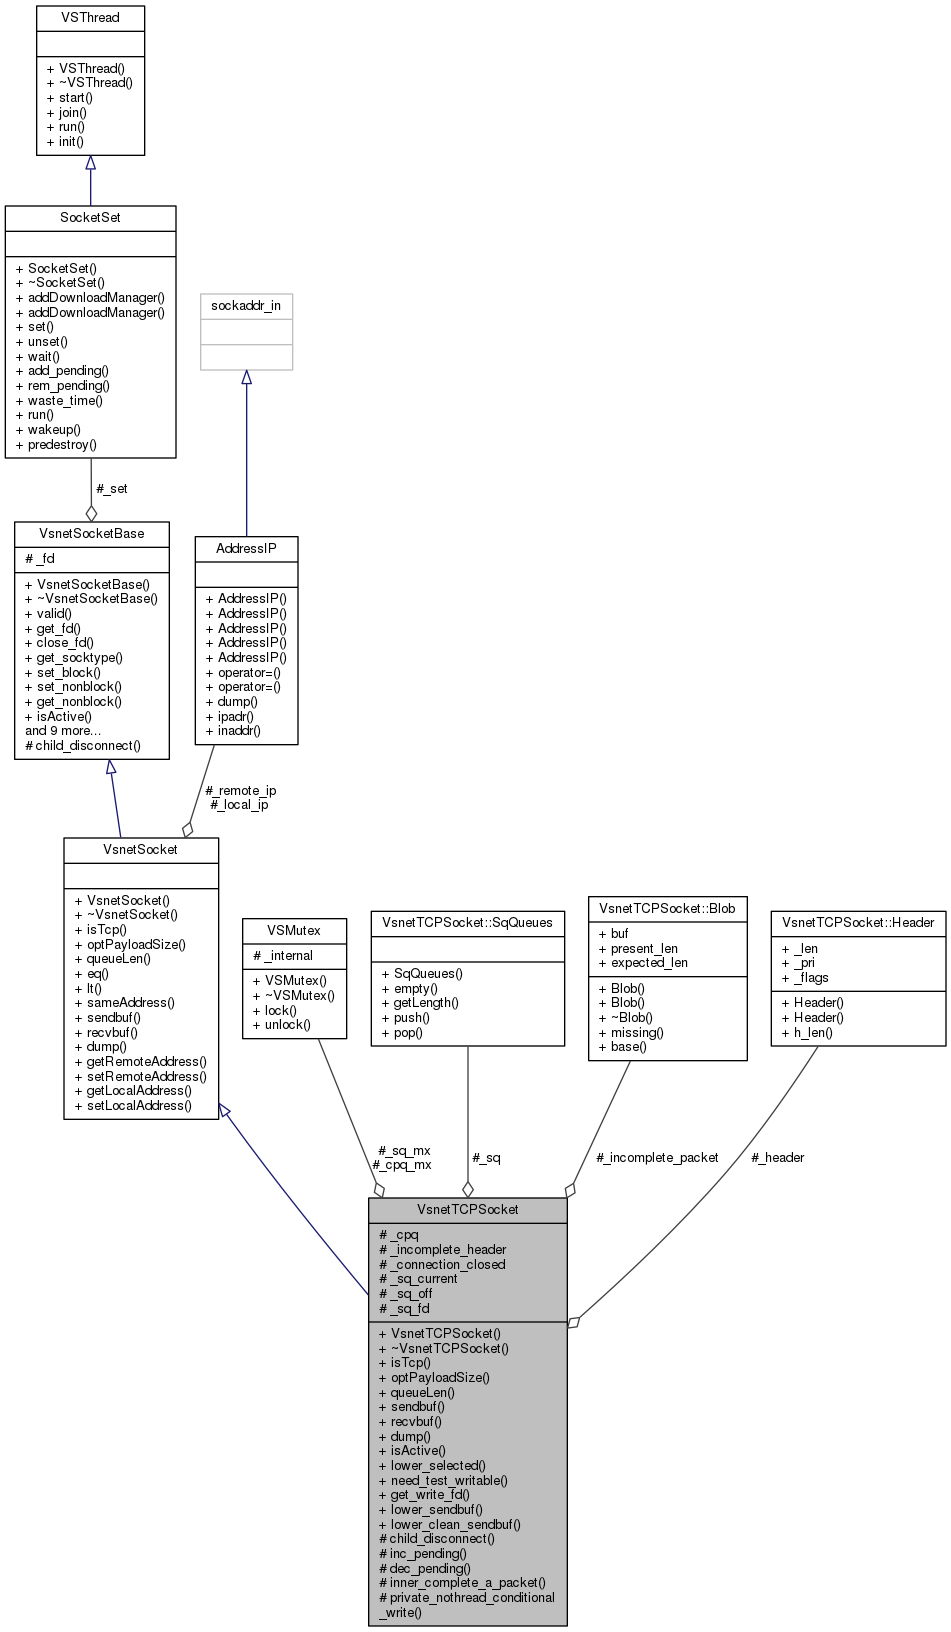 VSThread
+ VSThread()
+ ~VSThread()
+ start()
+ join()
+ run()
+ init()
SocketSet
+ SocketSet()
+ ~SocketSet()
+ addDownloadManager()
+ addDownloadManager()
+ set()
+ unset()
+ wait()
+ add_pending()
+ rem_pending()
+ waste_time()
+ run()
+ wakeup()
+ predestroy()
sockaddr_in
#_set
VsnetSocketBase
# _fd
+ VsnetSocketBase()
+ ~VsnetSocketBase()
+ valid()
+ get_fd()
+ close_fd()
+ get_socktype()
+ set_block()
+ set_nonblock()
+ get_nonblock()
+ isActive()
and 9 more...
# child_disconnect()
AddressIP
+ AddressIP()
+ AddressIP()
+ AddressIP()
+ AddressIP()
+ AddressIP()
+ operator=()
+ operator=()
+ dump()
+ ipadr()
+ inaddr()
#_remote_ip
#_local_ip
VsnetSocket
+ VsnetSocket()
+ ~VsnetSocket()
+ isTcp()
+ optPayloadSize()
+ queueLen()
+ eq()
+ lt()
+ sameAddress()
+ sendbuf()
+ recvbuf()
+ dump()
+ getRemoteAddress()
+ setRemoteAddress()
+ getLocalAddress()
+ setLocalAddress()
VSMutex
# _internal
+ VSMutex()
+ ~VSMutex()
+ lock()
+ unlock()
VsnetTCPSocket::SqQueues
+ SqQueues()
+ empty()
+ getLength()
+ push()
+ pop()
VsnetTCPSocket::Blob
+ buf
+ present_len
+ expected_len
+ Blob()
+ Blob()
+ ~Blob()
+ missing()
+ base()
VsnetTCPSocket::Header
+ _len
+ _pri
+ _flags
+ Header()
+ Header()
+ h_len()
#_sq_mx
#_cpq_mx
#_sq
#_incomplete_packet
#_header
VsnetTCPSocket
# _cpq
# _incomplete_header
# _connection_closed
# _sq_current
# _sq_off
# _sq_fd
+ VsnetTCPSocket()
+ ~VsnetTCPSocket()
+ isTcp()
+ optPayloadSize()
+ queueLen()
+ sendbuf()
+ recvbuf()
+ dump()
+ isActive()
+ lower_selected()
+ need_test_writable()
+ get_write_fd()
+ lower_sendbuf()
+ lower_clean_sendbuf()
# child_disconnect()
# inc_pending()
# dec_pending()
# inner_complete_a_packet()
# private_nothread_conditional
_write()